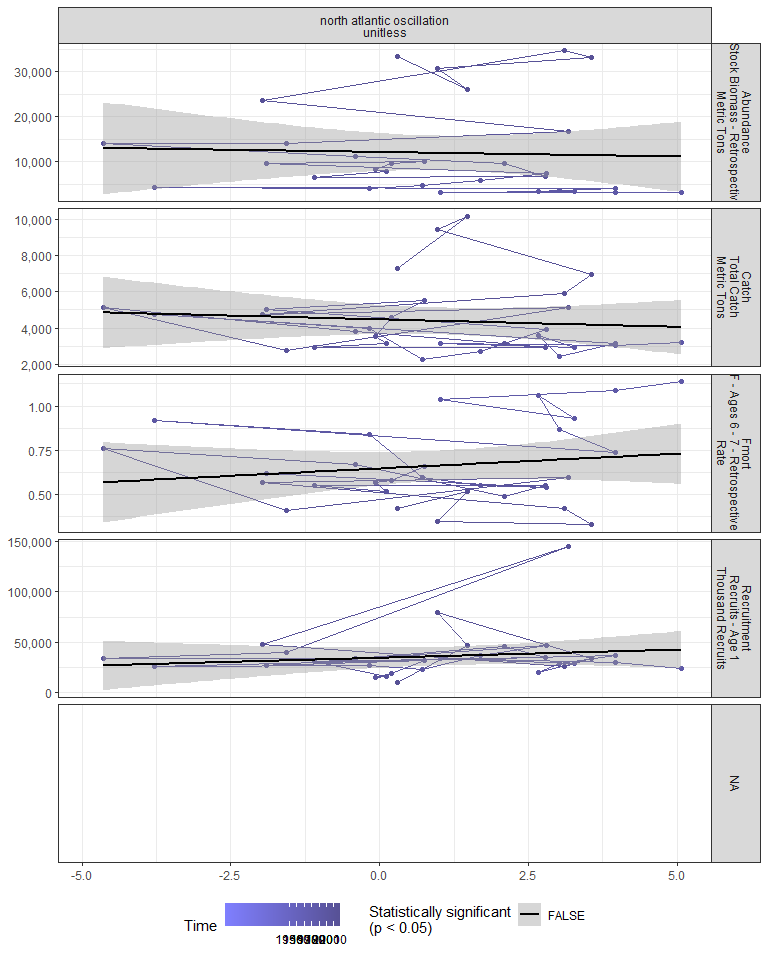 north atlantic oscillation
unitless
30,000
20,000
10,000
Abundance
Stock Biomass - Retrospectiv
Metric Tons
10,000
8,000
6,000
4,000
2,000
Catch
Total Catch
Metric Tons
1.00
0.75
0.50
Fmort
F - Ages 6 - 7 - Retrospective
Rate
150,000
100,000
50,000
0
Recruitment
Recruits - Age 1
Thousand Recruits
NA
-5.0
-2.5
0.0
2.5
5.0
Time
Statistically significant
(p < 0.05)
FALSE